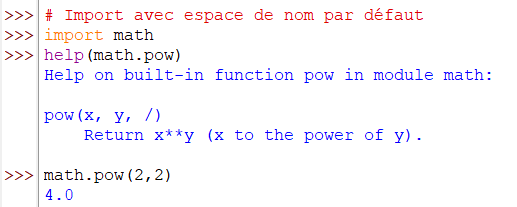 >>> # Import avec espace de nom par défaut
>>> import math
>>> help(math.pow)
Help on built-in function pow in module math:
pow(x, y, /)
Return x**y (x to the power of y).
>>> math.pow(2,2)
4.0